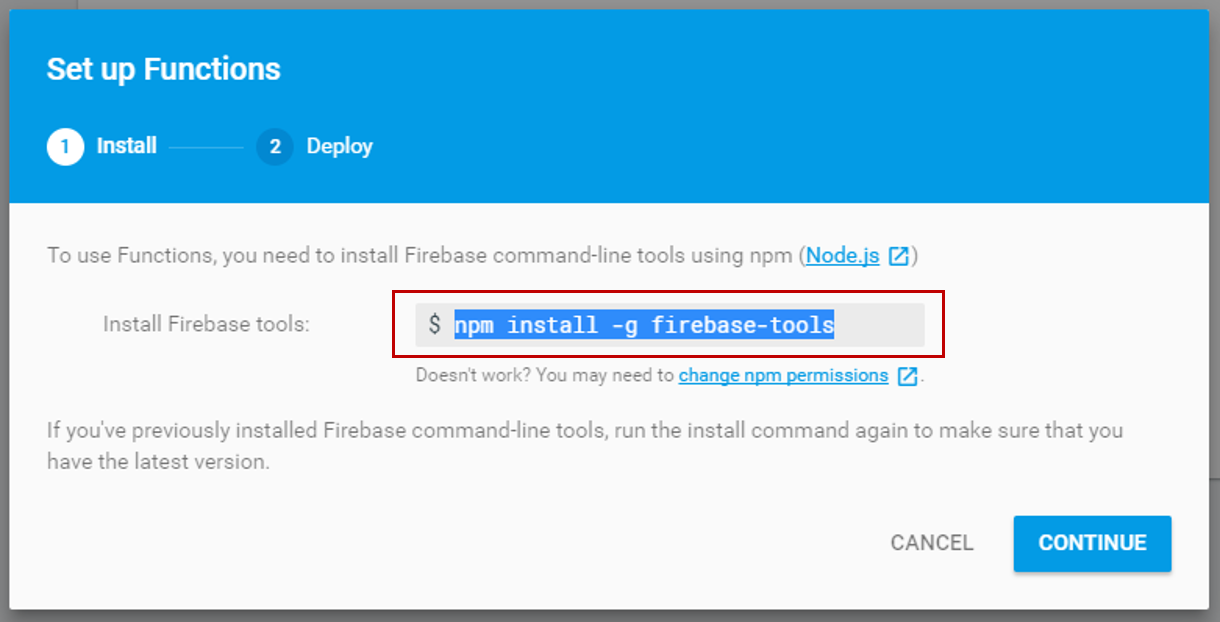 Set up Functions
1 Install 2 Deploy
To use Functions, you need to install Firebase command-line tools using npm (Node.js)
Install Firebase tools: $ npm install -g firebase-tools
Doesn't work? You may need to change npm permissions.
If you've previously installed Firebase command-line tools, run the install command again to make sure that you
have the latest version.
CANCEL CONTINUE